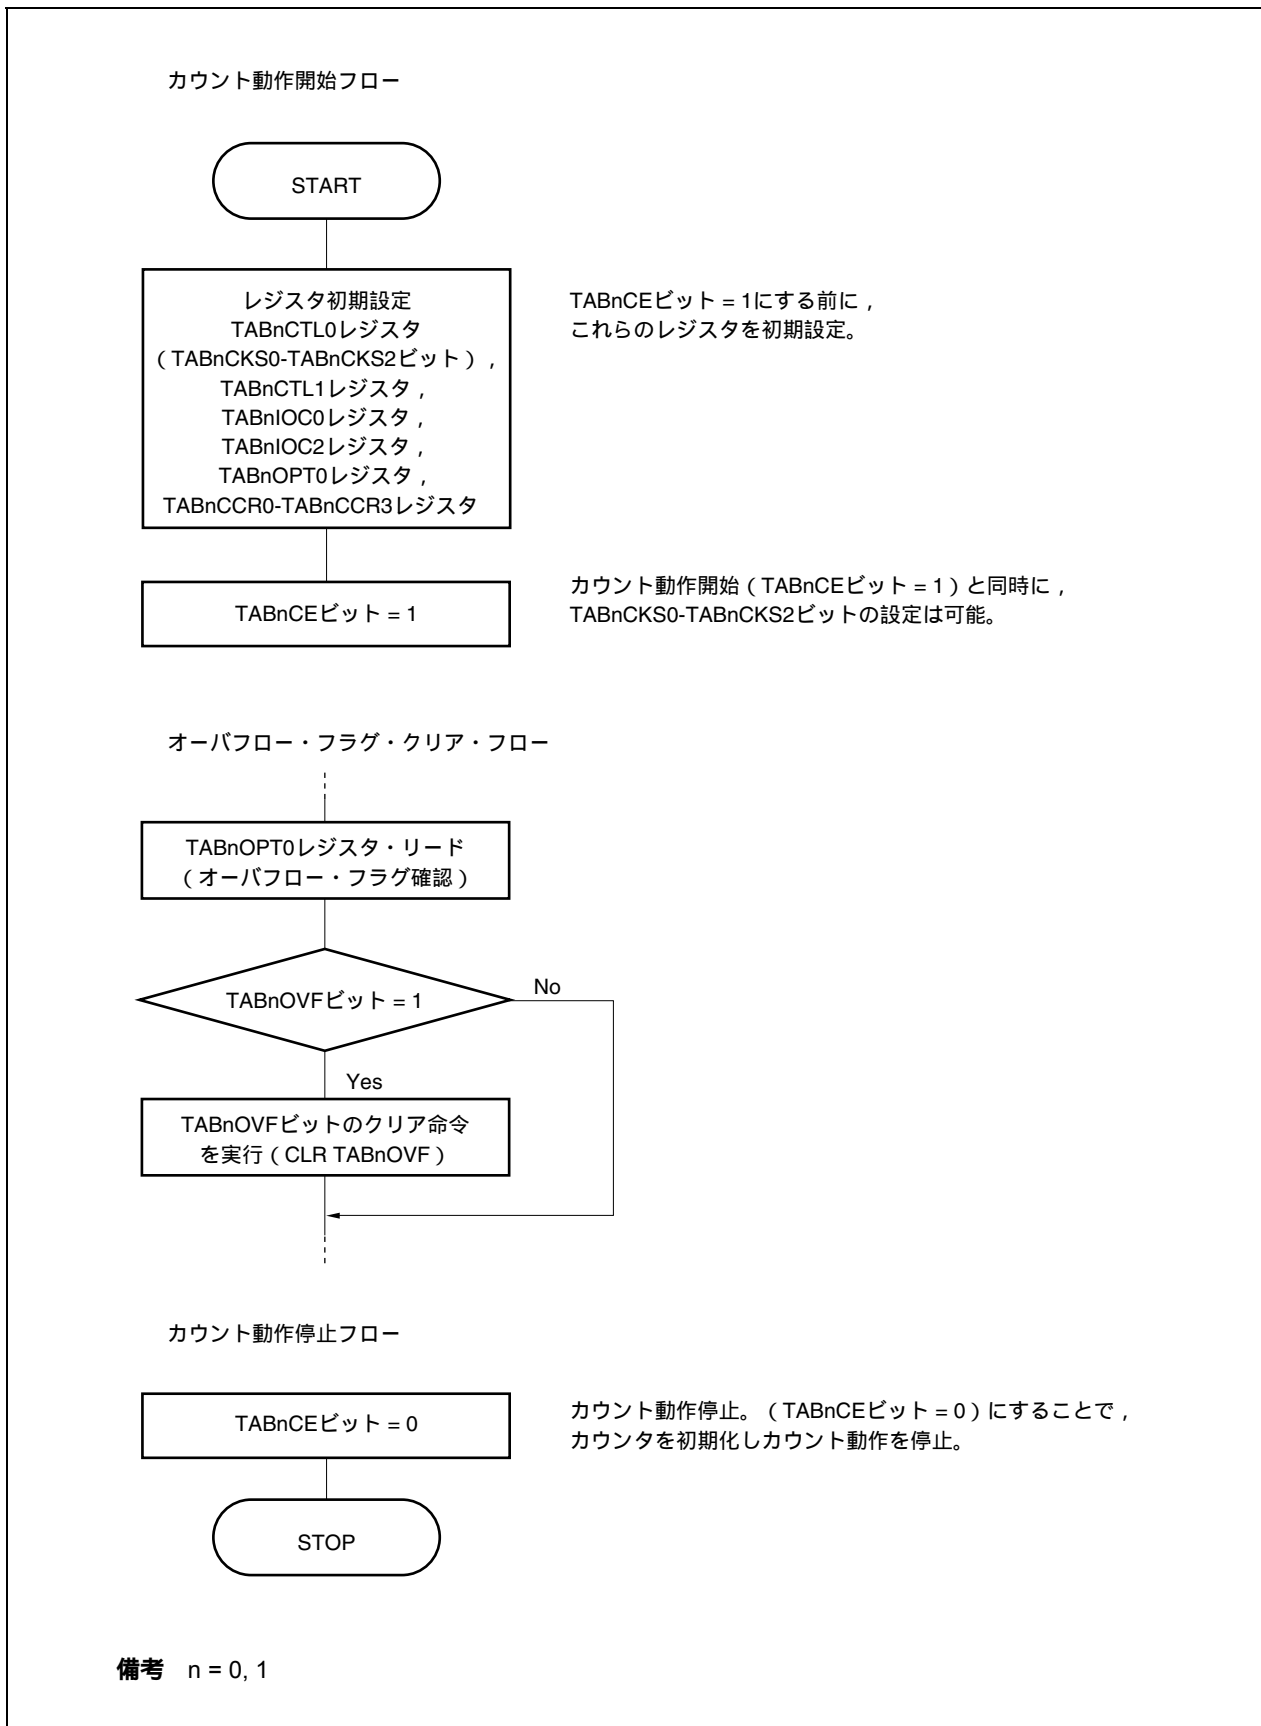 カウント動作開始フロー
START
レジスタ初期設定
TABnCTL0レジスタ
（TABnCKS0-TABnCKS2ビット），
TABnCTL1レジスタ，
TABnIOC0レジスタ，
TABnIOC2レジスタ，
TABnOPT0レジスタ，
TABnCCR0-TABnCCR3レジスタ
TABnCEビット = 1にする前に，
これらのレジスタを初期設定。
TABnCEビット = 1
カウント動作開始（TABnCEビット = 1）と同時に，
TABnCKS0-TABnCKS2ビットの設定は可能。
オーバフロー・フラグ・クリア・フロー
TABnOPT0レジスタ・リード
（オーバフロー・フラグ確認）
TABnOVFビット = 1
No
Yes
TABnOVFビットのクリア命令
を実行（CLR TABnOVF）
カウント動作停止フロー
TABnCEビット = 0
カウント動作停止。（TABnCEビット = 0）にすることで，
カウンタを初期化しカウント動作を停止。
STOP
備考 n = 0, 1